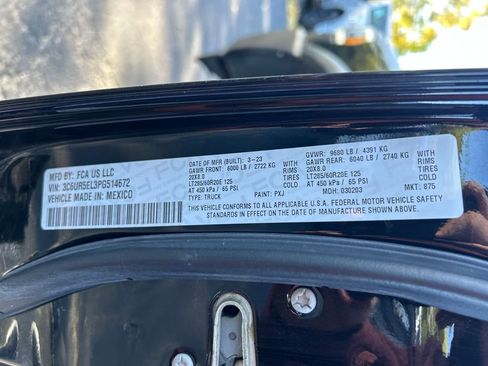 MFD BY: FCA US LLC
VIN: 3C6UR5EL3PG514672
VEHICLE MADE IN: MEXICO
DATE OF MFR (BUILT): 3-23
GAWR(FRONT): 6000 LB / 2722 KG WITH
20X8.0 RIMS
LT285/60R20E 125 TIRES
AT 450 kPa / 65 PSI COLD
TYPE: TRUCK PAINT: PXJ
GVWR: 9680 LB / 4391 KG
GAWR (REAR): 6040 LB / 2740 KG WITH
20X8.0 RIMS
LT285/60R20E 125 TIRES
AT 450 kPa / 65 PSI COLD
MDH: 030203 MKT: 875
THIS VEHICLE CONFORMS TO ALL APPLICABLE U.S.A. FEDERAL MOTOR VEHICLE SAFETY
STANDARDS IN EFFECT ON THE DATE OF MANUFACTURE SHOWN ABOVE